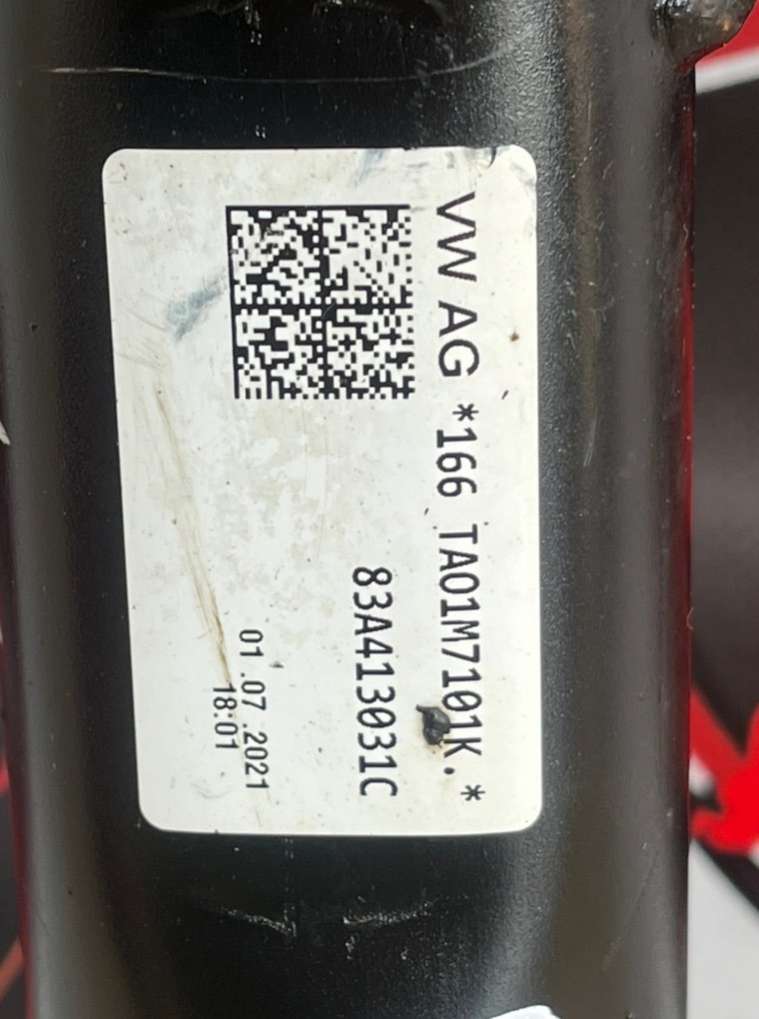 VW AG *166 TA01M7101K.*
83A413031C
01.07.2021
18:01